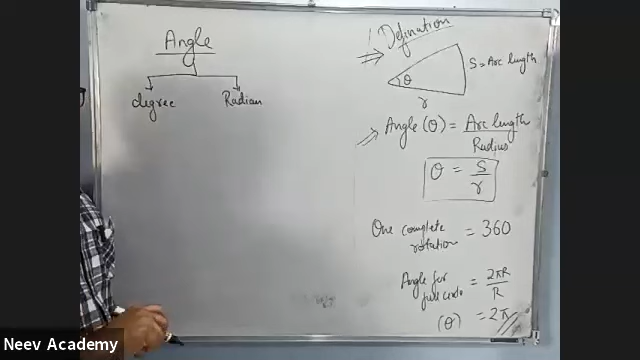 Angle
degree
Radian
Defination
θ
S = Arc length
r
Angle (θ) = Arc length
Radius
θ = S
r
One complete
rotation
= 360
Angle for
full circle
(θ)
= 2πR
R
= 2π
Neev Academy